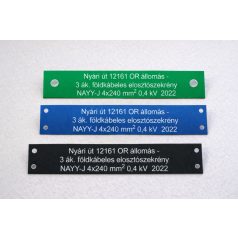 Nyári út 12161 OR állomás -
3 ák. földkábeles elosztószekrény
NAYY-J 4x240 mm² 0,4 kV 2022
Nyári út 12161 OR állomás -
3 ák. földkábeles elosztószekrény
NAYY-J 4x240 mm² 0,4 kV 2022
Nyári út 12161 OR állomás -
3 ák. földkábeles elosztószekrény
NAYY-J 4x240 mm² 0,4 kV 2022